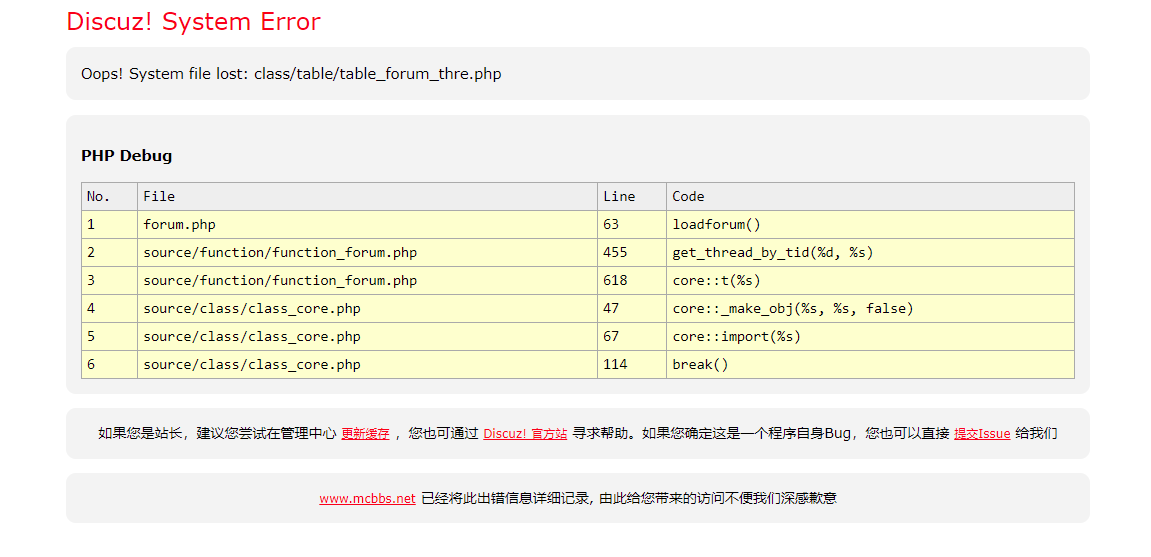 Discuz! System Error
Oops! System file lost: class/table/table_forum_thre.php
PHP Debug
No. File Line Code
1 forum.php 63 loadforum()
2 source/function/function_forum.php 455 get_thread_by_tid(%d, %s)
3 source/function/function_forum.php 618 core::t(%s)
4 source/class/class_core.php 47 core::_make_obj(%s, %s, false)
5 source/class/class_core.php 67 core::import(%s)
6 source/class/class_core.php 114 break()
如果您是站长，建议您尝试在管理中心 更新缓存 ，您也可通过 Discuz! 官方站 寻求帮助。如果您确定这是一个程序自身Bug，您也可以直接 提交Issue 给我们
www.mcbbs.net 已经将此出错信息详细记录, 由此给您带来的访问不便我们深感歉意